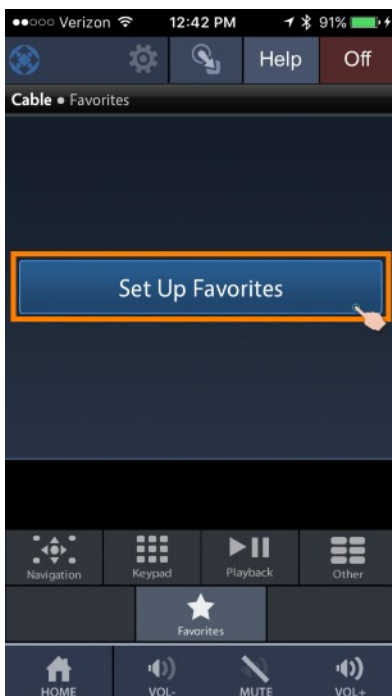 Verizon 12:42 PM 91%
Help Off
Cable • Favorites
Set Up Favorites
Navigation Keypad Playback Other
Favorites
HOME VOL- MUTE VOL+